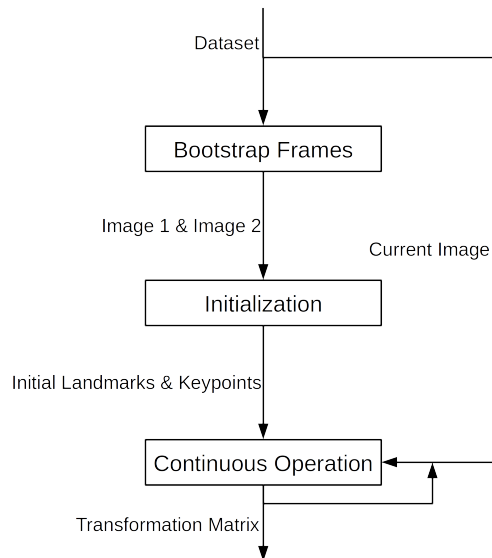 Dataset
Bootstrap Frames
Image 1 & Image 2
Current Image
Initialization
Initial Landmarks & Keypoints
Continuous Operation
Transformation Matrix